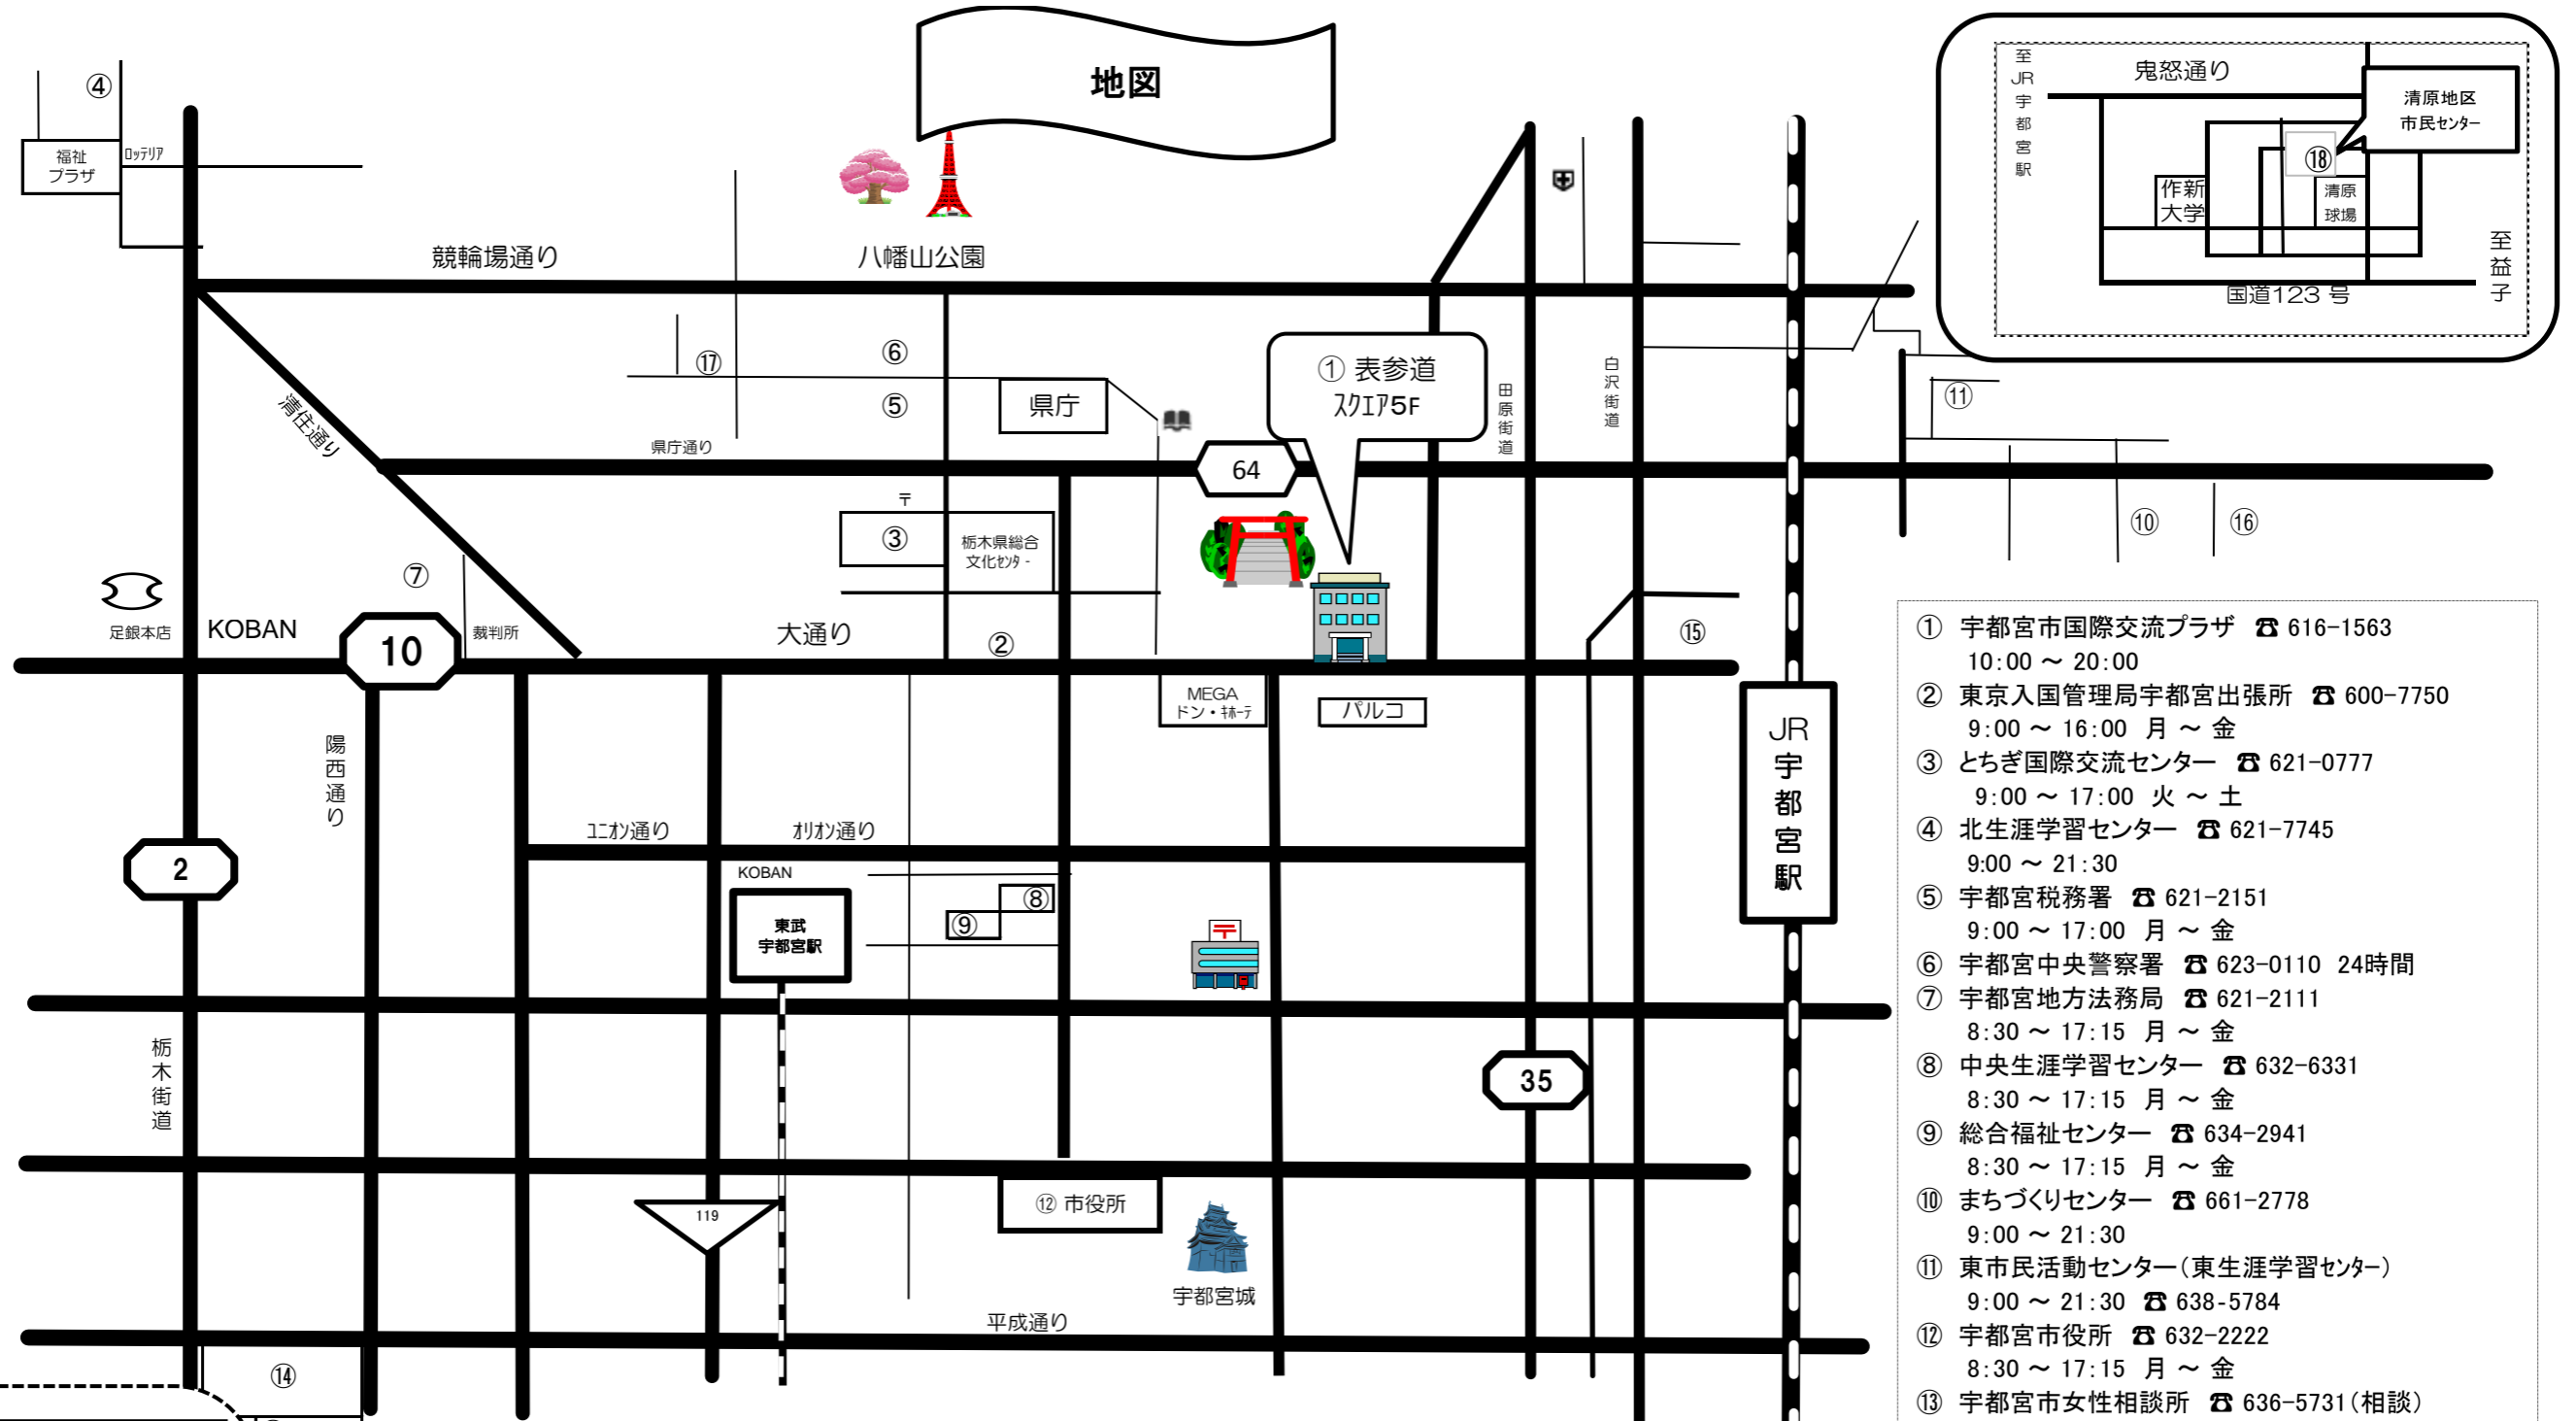 地図
④
福祉
プラザ
ロッテリア
競輪場通り
八幡山公園
清住通り
⑰
⑥
⑤
県庁
県庁通り
64
① 表参道
スクエア5F
田原街道
白沢街道
至JR宇都宮駅
鬼怒通り
清原地区
市民センター
⑱
作新
大学
清原
球場
至益子
国道123 号
⑪
⑩
⑯
〒
③
栃木県総合
文化センター
⑦
足銀本店
KOBAN
10
裁判所
大通り
②
⑮
MEGA
ドン・キホーテ
パルコ
JR宇都宮駅
陽西通り
ユニオン通り
オリオン通り
2
KOBAN
東武
宇都宮駅
⑧
⑨
〒
栃木街道
35
119
⑫ 市役所
宇都宮城
平成通り
⑭
① 宇都宮市国際交流プラザ ☎ 616-1563
10:00 ～ 20:00
② 東京入国管理局宇都宮出張所 ☎ 600-7750
9:00 ～ 16:00 月 ～ 金
③ とちぎ国際交流センター ☎ 621-0777
9:00 ～ 17:00 火 ～ 土
④ 北生涯学習センター ☎ 621-7745
9:00 ～ 21:30
⑤ 宇都宮税務署 ☎ 621-2151
9:00 ～ 17:00 月 ～ 金
⑥ 宇都宮中央警察署 ☎ 623-0110 24時間
⑦ 宇都宮地方法務局 ☎ 621-2111
8:30 ～ 17:15 月 ～ 金
⑧ 中央生涯学習センター ☎ 632-6331
8:30 ～ 17:15 月 ～ 金
⑨ 総合福祉センター ☎ 634-2941
8:30 ～ 17:15 月 ～ 金
⑩ まちづくりセンター ☎ 661-2778
9:00 ～ 21:30
⑪ 東市民活動センター（東生涯学習センター）
9:00 ～ 21:30 ☎ 638-5784
⑫ 宇都宮市役所 ☎ 632-2222
8:30 ～ 17:15 月 ～ 金
⑬ 宇都宮市女性相談所 ☎ 636-5731（相談）